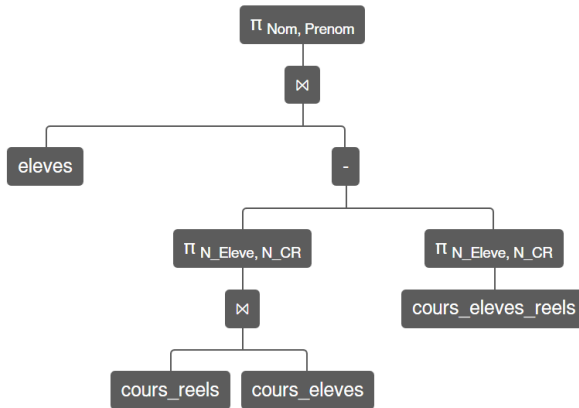 π Nom, Prenom
⋈
eleves
-
π N_Eleve, N_CR
π N_Eleve, N_CR
⋈
cours_eleves_reels
cours_reels
cours_eleves